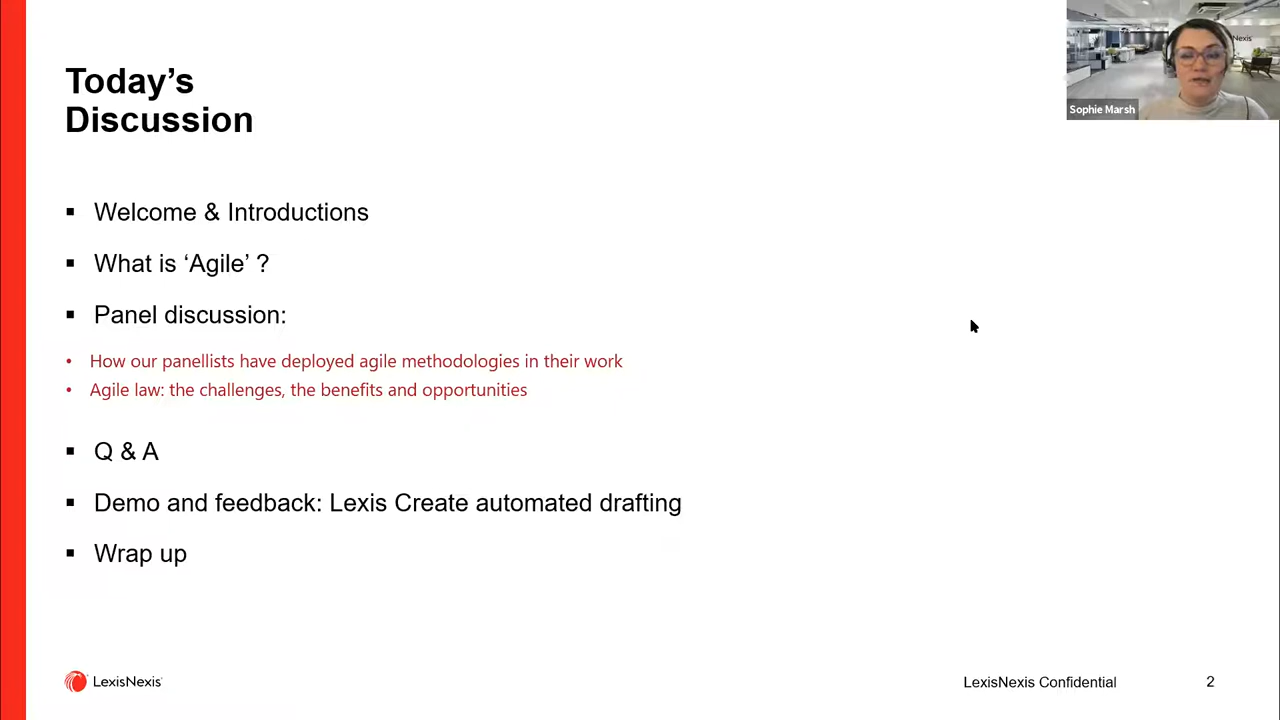 Today’s
Discussion
Nexis
Sophie Marsh
▪ Welcome & Introductions
▪ What is ‘Agile’ ?
▪ Panel discussion:
• How our panellists have deployed agile methodologies in their work
• Agile law: the challenges, the benefits and opportunities
▪ Q & A
▪ Demo and feedback: Lexis Create automated drafting
▪ Wrap up
LexisNexis
LexisNexis Confidential
2